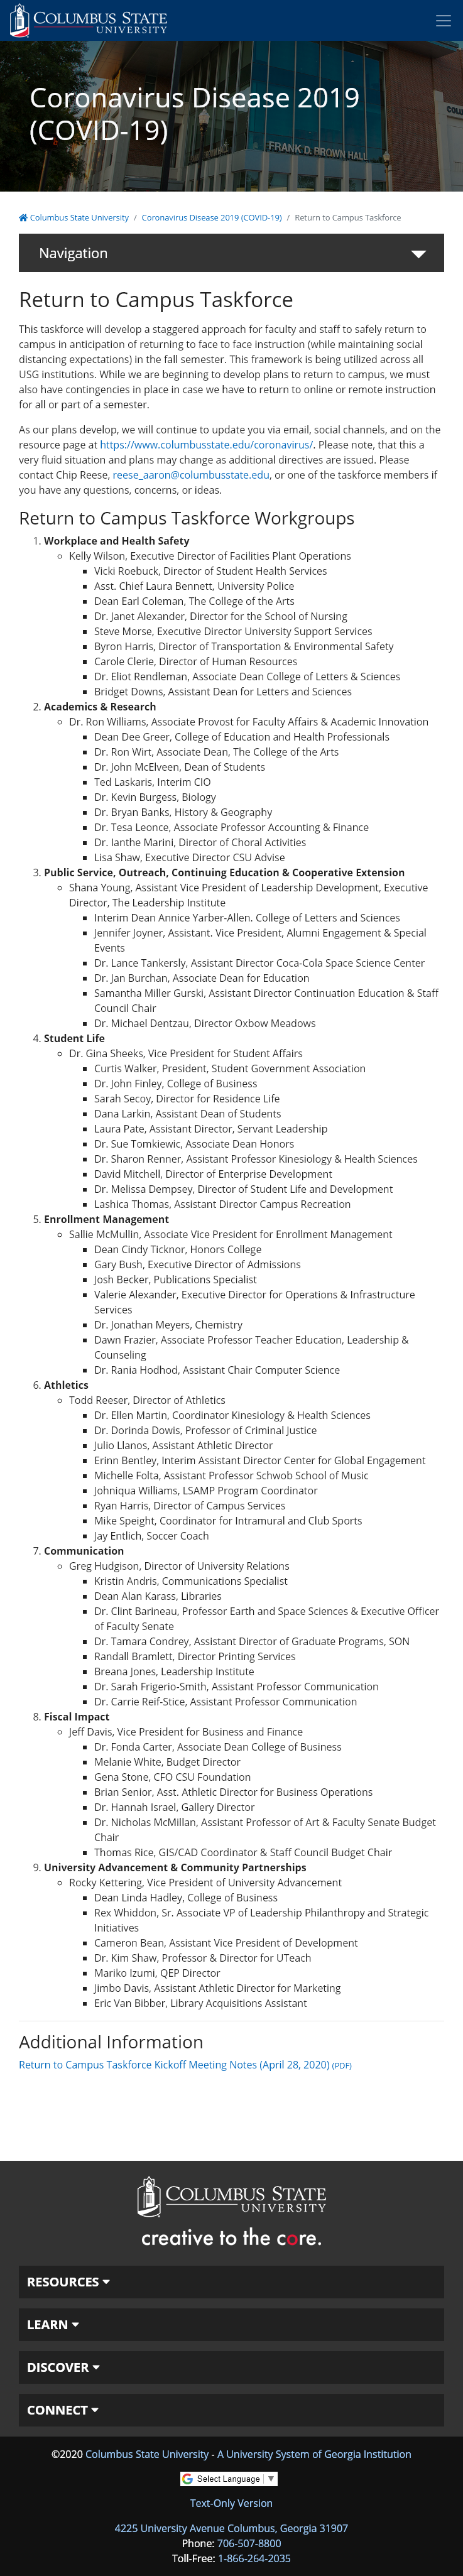 COLUMBUS STATE
UNIVERSITY
Coronavirus Disease 2019
(COVID-19)
FRANK D. BROWN HALL
Columbus State University / Coronavirus Disease 2019 (COVID-19) / Return to Campus Taskforce
Navigation
Return to Campus Taskforce
This taskforce will develop a staggered approach for faculty and staff to safely return to
campus in anticipation of returning to face to face instruction (while maintaining social
distancing expectations) in the fall semester. This framework is being utilized across all
USG institutions. While we are beginning to develop plans to return to campus, we must
also have contingencies in place in case we have to return to online or remote instruction
for all or part of a semester.
As our plans develop, we will continue to update you via email, social channels, and on the
resource page at https://www.columbusstate.edu/coronavirus/. Please note, that this a
very fluid situation and plans may change as additional directives are issued. Please
contact Chip Reese, reese_aaron@columbusstate.edu, or one of the taskforce members if
you have any questions, concerns, or ideas.
Return to Campus Taskforce Workgroups
1. Workplace and Health Safety
Kelly Wilson, Executive Director of Facilities Plant Operations
Vicki Roebuck, Director of Student Health Services
Asst. Chief Laura Bennett, University Police
Dean Earl Coleman, The College of the Arts
Dr. Janet Alexander, Director for the School of Nursing
Steve Morse, Executive Director University Support Services
Byron Harris, Director of Transportation & Environmental Safety
Carole Clerie, Director of Human Resources
Dr. Eliot Rendleman, Associate Dean College of Letters & Sciences
Bridget Downs, Assistant Dean for Letters and Sciences
2. Academics & Research
Dr. Ron Williams, Associate Provost for Faculty Affairs & Academic Innovation
Dean Dee Greer, College of Education and Health Professionals
Dr. Ron Wirt, Associate Dean, The College of the Arts
Dr. John McElveen, Dean of Students
Ted Laskaris, Interim CIO
Dr. Kevin Burgess, Biology
Dr. Bryan Banks, History & Geography
Dr. Tesa Leonce, Associate Professor Accounting & Finance
Dr. Ianthe Marini, Director of Choral Activities
Lisa Shaw, Executive Director CSU Advise
3. Public Service, Outreach, Continuing Education & Cooperative Extension
Shana Young, Assistant Vice President of Leadership Development, Executive
Director, The Leadership Institute
Interim Dean Annice Yarber-Allen. College of Letters and Sciences
Jennifer Joyner, Assistant. Vice President, Alumni Engagement & Special
Events
Dr. Lance Tankersly, Assistant Director Coca-Cola Space Science Center
Dr. Jan Burchan, Associate Dean for Education
Samantha Miller Gurski, Assistant Director Continuation Education & Staff
Council Chair
Dr. Michael Dentzau, Director Oxbow Meadows
4. Student Life
Dr. Gina Sheeks, Vice President for Student Affairs
Curtis Walker, President, Student Government Association
Dr. John Finley, College of Business
Sarah Secoy, Director for Residence Life
Dana Larkin, Assistant Dean of Students
Laura Pate, Assistant Director, Servant Leadership
Dr. Sue Tomkiewic, Associate Dean Honors
Dr. Sharon Renner, Assistant Professor Kinesiology & Health Sciences
David Mitchell, Director of Enterprise Development
Dr. Melissa Dempsey, Director of Student Life and Development
Lashica Thomas, Assistant Director Campus Recreation
5. Enrollment Management
Sallie McMullin, Associate Vice President for Enrollment Management
Dean Cindy Ticknor, Honors College
Gary Bush, Executive Director of Admissions
Josh Becker, Publications Specialist
Valerie Alexander, Executive Director for Operations & Infrastructure
Services
Dr. Jonathan Meyers, Chemistry
Dawn Frazier, Associate Professor Teacher Education, Leadership &
Counseling
Dr. Rania Hodhod, Assistant Chair Computer Science
6. Athletics
Todd Reeser, Director of Athletics
Dr. Ellen Martin, Coordinator Kinesiology & Health Sciences
Dr. Dorinda Dowis, Professor of Criminal Justice
Julio Llanos, Assistant Athletic Director
Erinn Bentley, Interim Assistant Director Center for Global Engagement
Michelle Folta, Assistant Professor Schwob School of Music
Johniqua Williams, LSAMP Program Coordinator
Ryan Harris, Director of Campus Services
Mike Speight, Coordinator for Intramural and Club Sports
Jay Entlich, Soccer Coach
7. Communication
Greg Hudgison, Director of University Relations
Kristin Andris, Communications Specialist
Dean Alan Karass, Libraries
Dr. Clint Barineau, Professor Earth and Space Sciences & Executive Officer
of Faculty Senate
Dr. Tamara Condrey, Assistant Director of Graduate Programs, SON
Randall Bramlett, Director Printing Services
Breana Jones, Leadership Institute
Dr. Sarah Frigerio-Smith, Assistant Professor Communication
Dr. Carrie Reif-Stice, Assistant Professor Communication
8. Fiscal Impact
Jeff Davis, Vice President for Business and Finance
Dr. Fonda Carter, Associate Dean College of Business
Melanie White, Budget Director
Gena Stone, CFO CSU Foundation
Brian Senior, Asst. Athletic Director for Business Operations
Dr. Hannah Israel, Gallery Director
Dr. Nicholas McMillan, Assistant Professor of Art & Faculty Senate Budget
Chair
Thomas Rice, GIS/CAD Coordinator & Staff Council Budget Chair
9. University Advancement & Community Partnerships
Rocky Kettering, Vice President of University Advancement
Dean Linda Hadley, College of Business
Rex Whiddon, Sr. Associate VP of Leadership Philanthropy and Strategic
Initiatives
Cameron Bean, Assistant Vice President of Development
Dr. Kim Shaw, Professor & Director for UTeach
Mariko Izumi, QEP Director
Jimbo Davis, Assistant Athletic Director for Marketing
Eric Van Bibber, Library Acquisitions Assistant
Additional Information
Return to Campus Taskforce Kickoff Meeting Notes (April 28, 2020) (PDF)
COLUMBUS STATE
UNIVERSITY
creative to the core.
RESOURCES
LEARN
DISCOVER
CONNECT
©2020 Columbus State University - A University System of Georgia Institution
Select Language
Text-Only Version
4225 University Avenue Columbus, Georgia 31907
Phone: 706-507-8800
Toll-Free: 1-866-264-2035